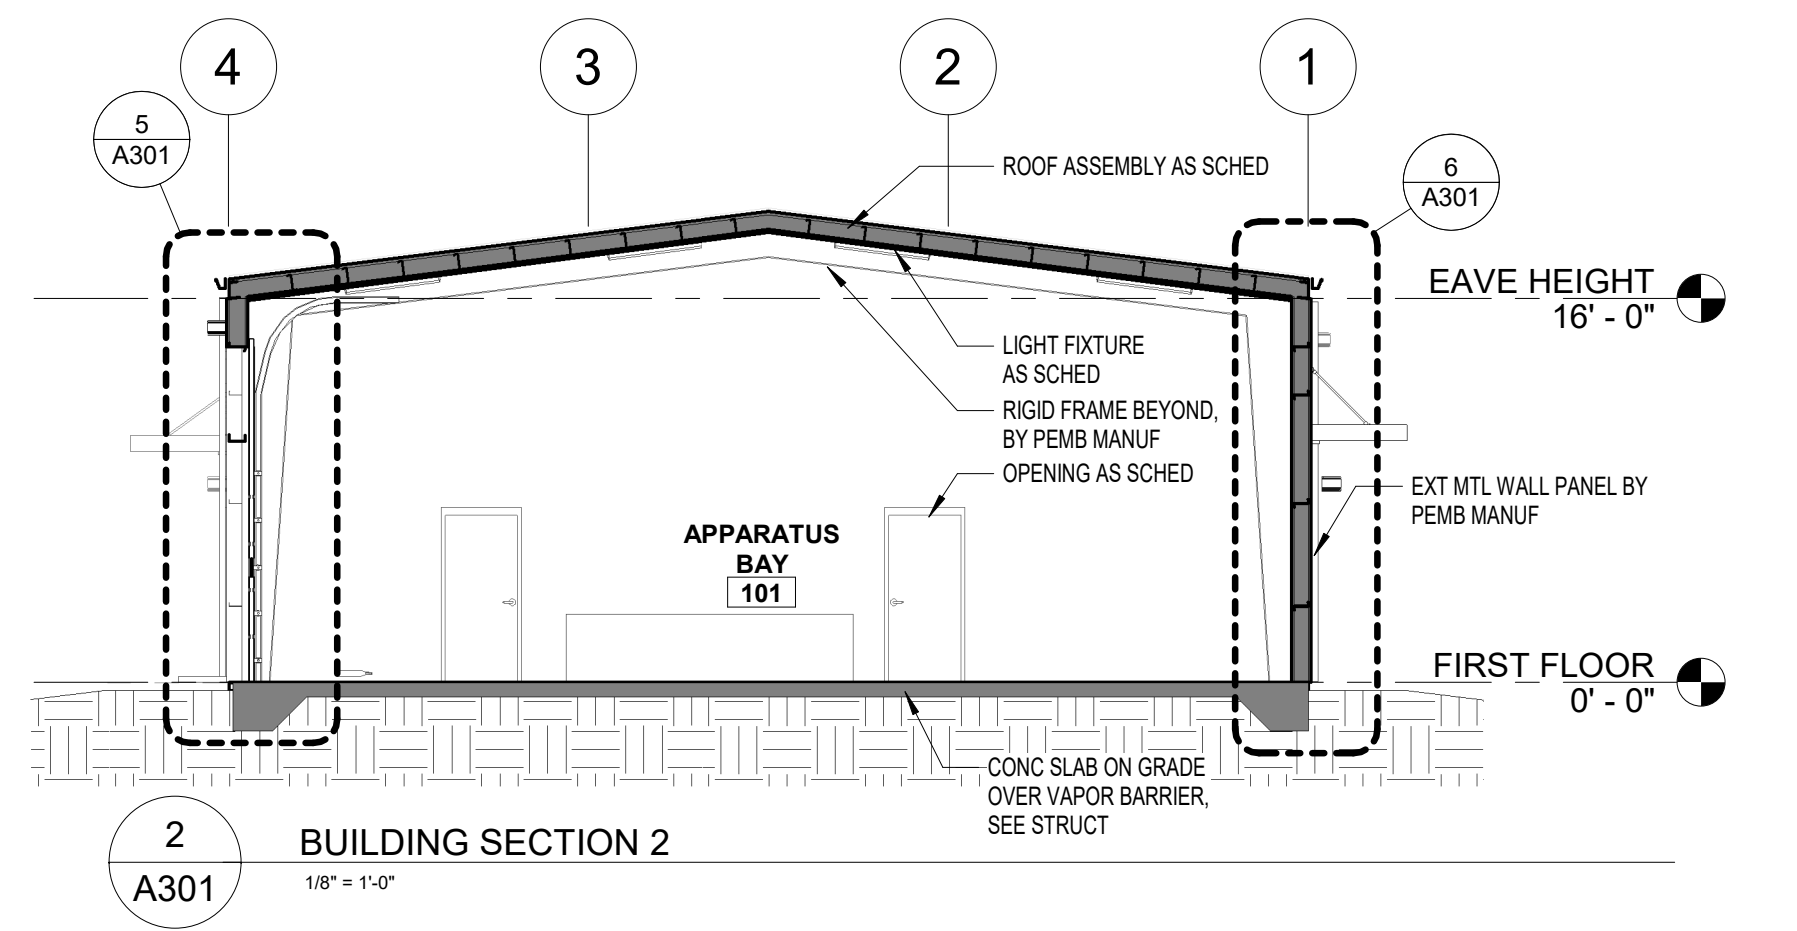 4
3
2
1
5
A301
6
A301
ROOF ASSEMBLY AS SCHED
EAVE HEIGHT
16' - 0"
LIGHT FIXTURE
AS SCHED
RIGID FRAME BEYOND,
BY PEMB MANUF
OPENING AS SCHED
EXT MTL WALL PANEL BY
PEMB MANUF
APPARATUS
BAY
101
FIRST FLOOR
0' - 0"
CONC SLAB ON GRADE
OVER VAPOR BARRIER,
SEE STRUCT
2
A301
BUILDING SECTION 2
1/8" = 1'-0"